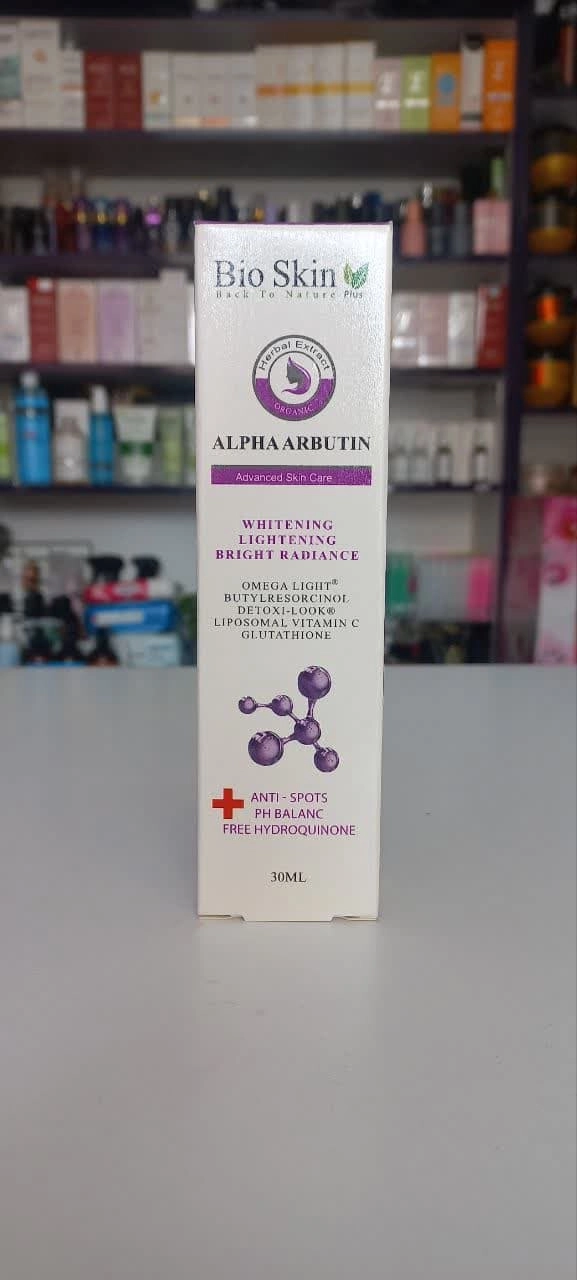 Bio Skin
Back To Nature Plus
Herbal Extract
ORGANIC
ALPHA ARBUTIN
Advanced Skin Care
WHITENING
LIGHTENING
BRIGHT RADIANCE
OMEGA LIGHT®
BUTYLRESORCINOL
DETOXI-LOOK®
LIPOSOMAL VITAMIN C
GLUTATHIONE
ANTI - SPOTS
PH BALANC
FREE HYDROQUINONE
30ML